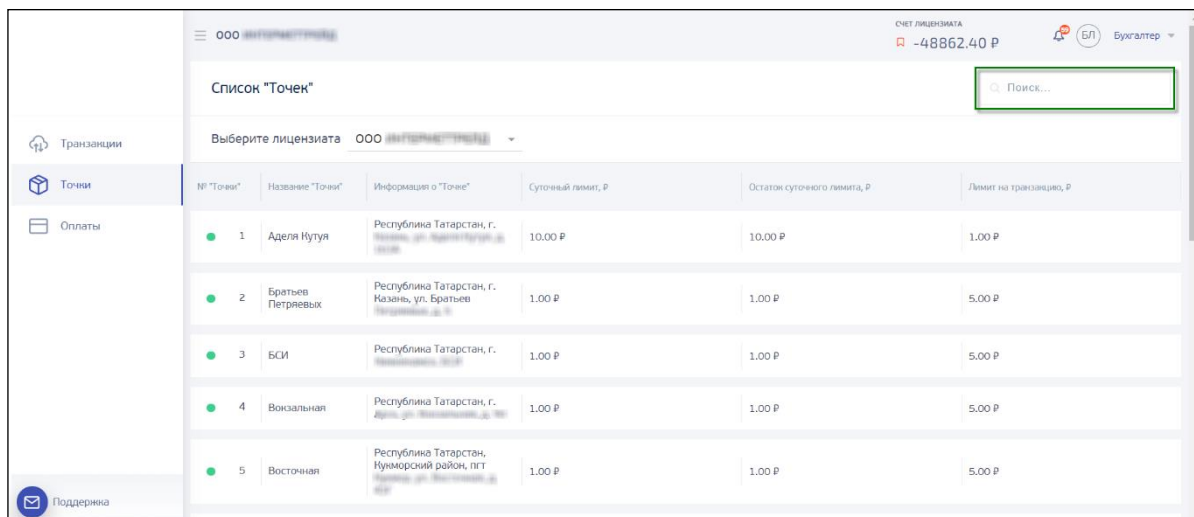 СЧЕТ ЛИЦЕНЗИАТА
ООО
-48862.40 ₽
БЛ
Бухгалтер
Список "Точек"
Поиск...
Транзакции
Выберите лицензиата ООО
Точки
№ "Точки" Название "Точки" Информация о "Точке" Суточный лимит, ₽ Остаток суточного лимита, ₽ Лимит на транзакцию, ₽
Оплаты
Республика Татарстан, г.
1 Аделя Кутуя 10.00 ₽ 10.00 ₽ 1.00 ₽
Республика Татарстан, г.
2 Братьев Петряевых Казань, ул. Братьев 1.00 ₽ 1.00 ₽ 5.00 ₽
Республика Татарстан, г.
3 БСИ 1.00 ₽ 1.00 ₽ 5.00 ₽
Республика Татарстан, г.
4 Вокзальная 1.00 ₽ 1.00 ₽ 5.00 ₽
Республика Татарстан,
Кукморский район, пгт
5 Восточная 1.00 ₽ 1.00 ₽ 5.00 ₽
Поддержка